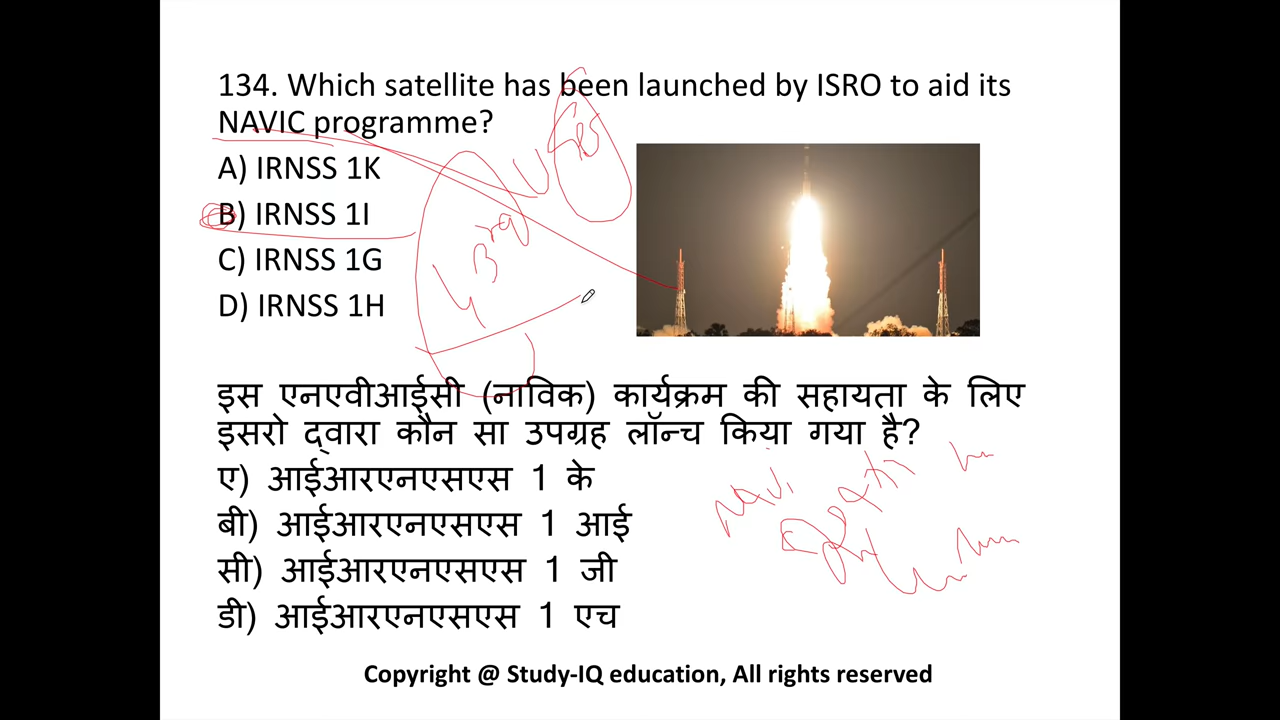 134. Which satellite has been launched by ISRO to aid its
NAVIC programme?
A) IRNSS 1K
B) IRNSS 1I
C) IRNSS 1G
D) IRNSS 1H
इस एनएवीआईसी (नाविक) कार्यक्रम की सहायता के लिए
इसरो द्वारा कौन सा उपग्रह लॉन्च किया गया है?
ए) आईआरएनएसएस 1 के
बी) आईआरएनएसएस 1 आई
सी) आईआरएनएसएस 1 जी
डी) आईआरएनएसएस 1 एच
Copyright @ Study-IQ education, All rights reserved